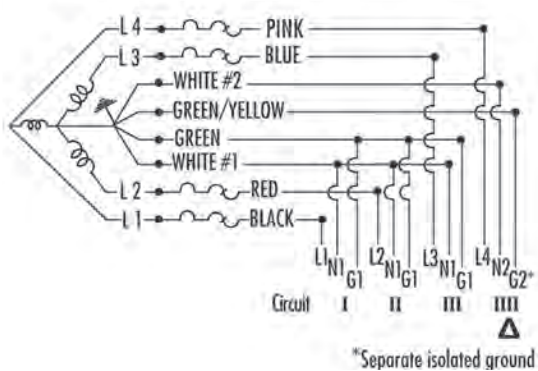 L 4 PINK
L 3 BLUE
WHITE #2
GREEN/YELLOW
GREEN
WHITE #1
L 2 RED
L 1 BLACK
L1 N1 G1 L2 N1 G1 L3 N1 G1 L4 N2 G2*
Circuit I II III IIII
Δ
*Separate isolated ground